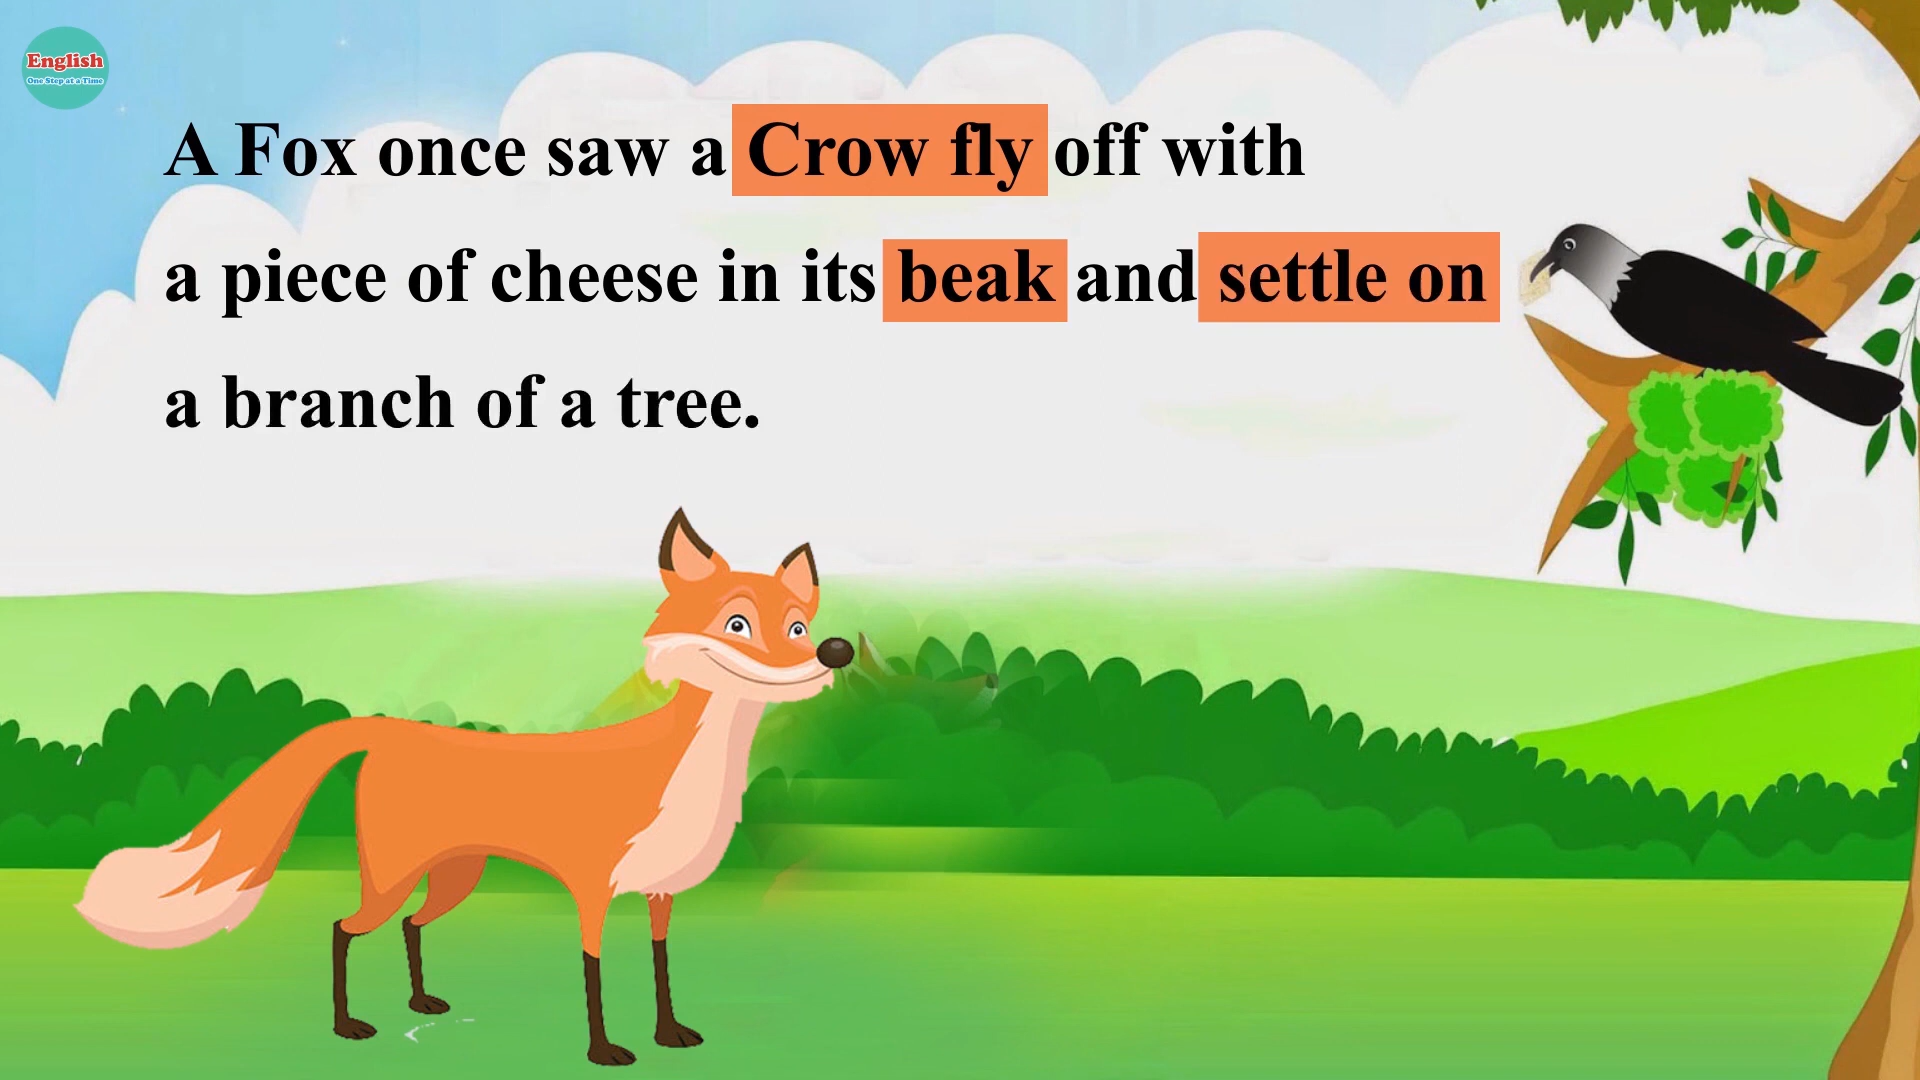 English
One Step at a Time
A Fox once saw a Crow fly off with
a piece of cheese in its beak and settle on
a branch of a tree.